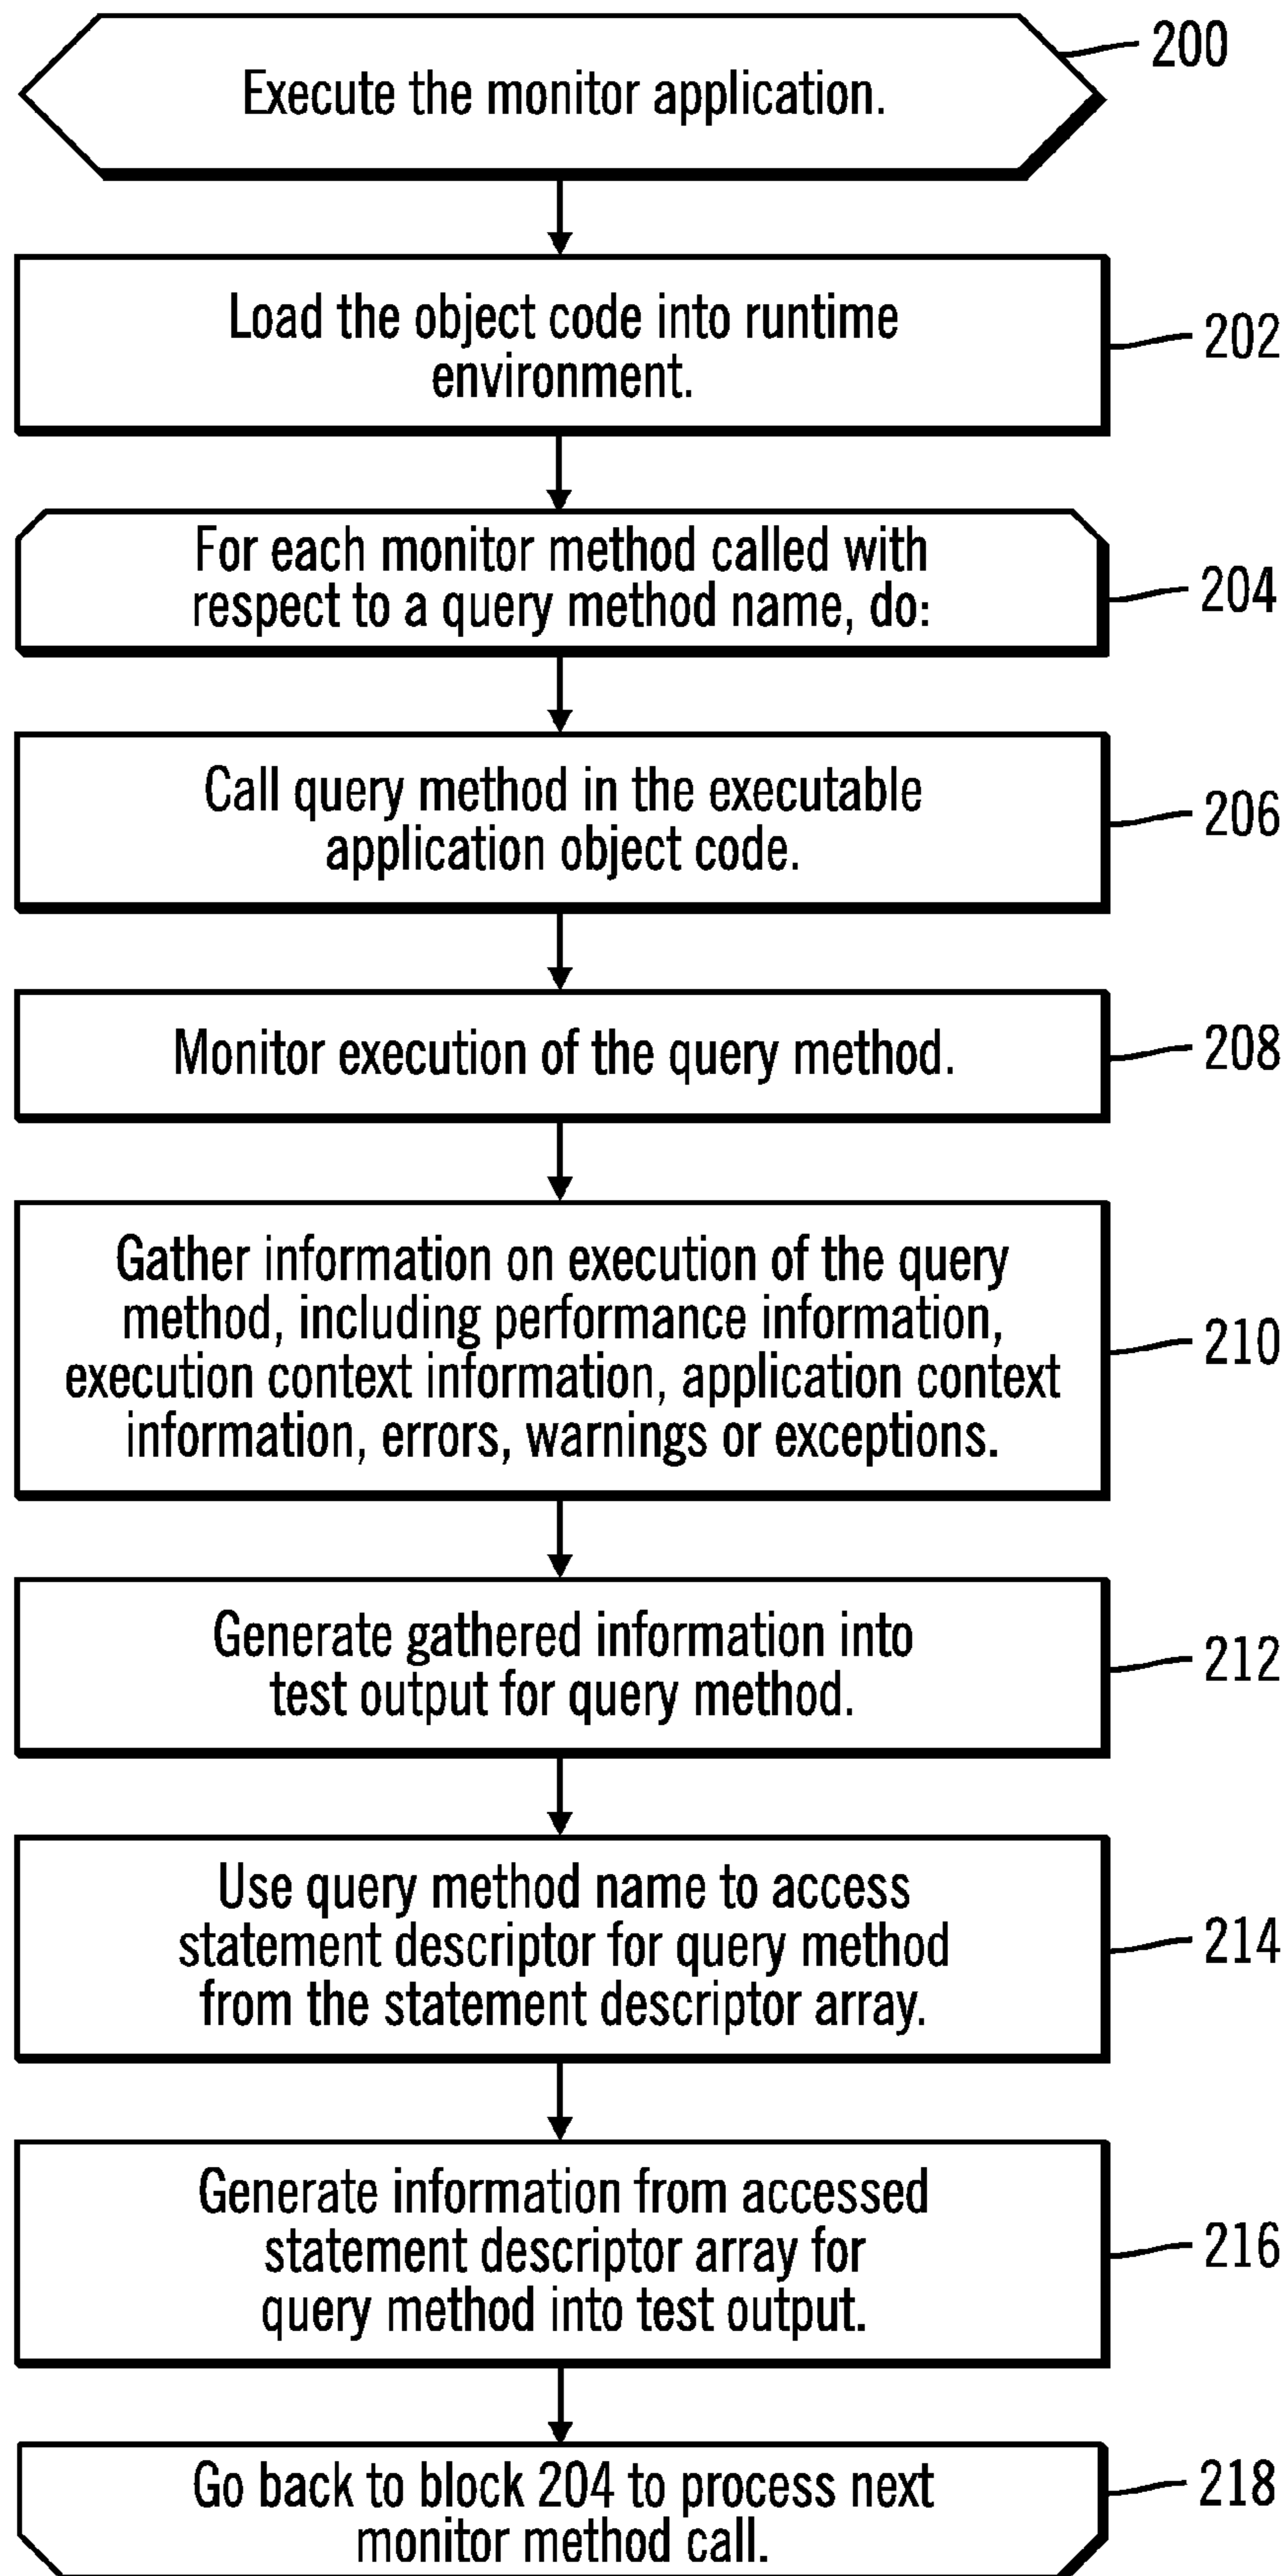 200
Execute the monitor application.
Load the object code into runtime
environment.
202
For each monitor method called with
respect to a query method name, do:
204
Call query method in the executable
application object code.
206
Monitor execution of the query method.
208
Gather information on execution of the query
method, including performance information,
execution context information, application context
information, errors, warnings or exceptions.
210
Generate gathered information into
test output for query method.
212
Use query method name to access
statement descriptor for query method
from the statement descriptor array.
214
Generate information from accessed
statement descriptor array for
query method into test output.
216
Go back to block 204 to process next
monitor method call.
218